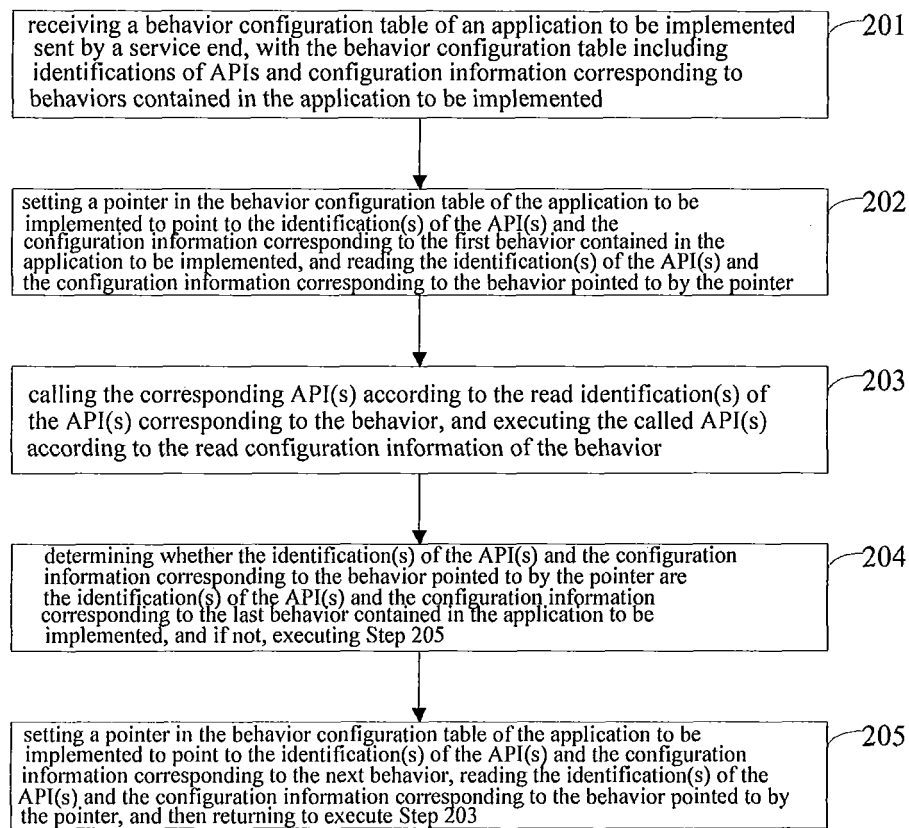 receiving a behavior configuration table of an application to be implemented
sent by a service end, with the behavior configuration table including
identifications of APIs and configuration information corresponding to
behaviors contained in the application to be implemented
201
setting a pointer in the behavior configuration table of the application to be
implemented to point to the identification(s) of the API(s) and the
configuration information corresponding to the first behavior contained in the
application to be implemented, and reading the identification(s) of the API(s) and
the configuration information corresponding to the behavior pointed to by the pointer
202
calling the corresponding API(s) according to the read identification(s) of
the API(s) corresponding to the behavior, and executing the called API(s)
according to the read configuration information of the behavior
203
determining whether the identification(s) of the API(s) and the configuration
information corresponding to the behavior pointed to by the pointer are
the identification(s) of the API(s) and the configuration information
corresponding to the last behavior contained in the application to be
implemented, and if not, executing Step 205
204
setting a pointer in the behavior configuration table of the application to be
implemented to point to the identification(s) of the API(s) and the configuration
information corresponding to the next behavior, reading the identification(s) of the
API(s) and the configuration information corresponding to the behavior pointed to by
the pointer, and then returning to execute Step 203
205